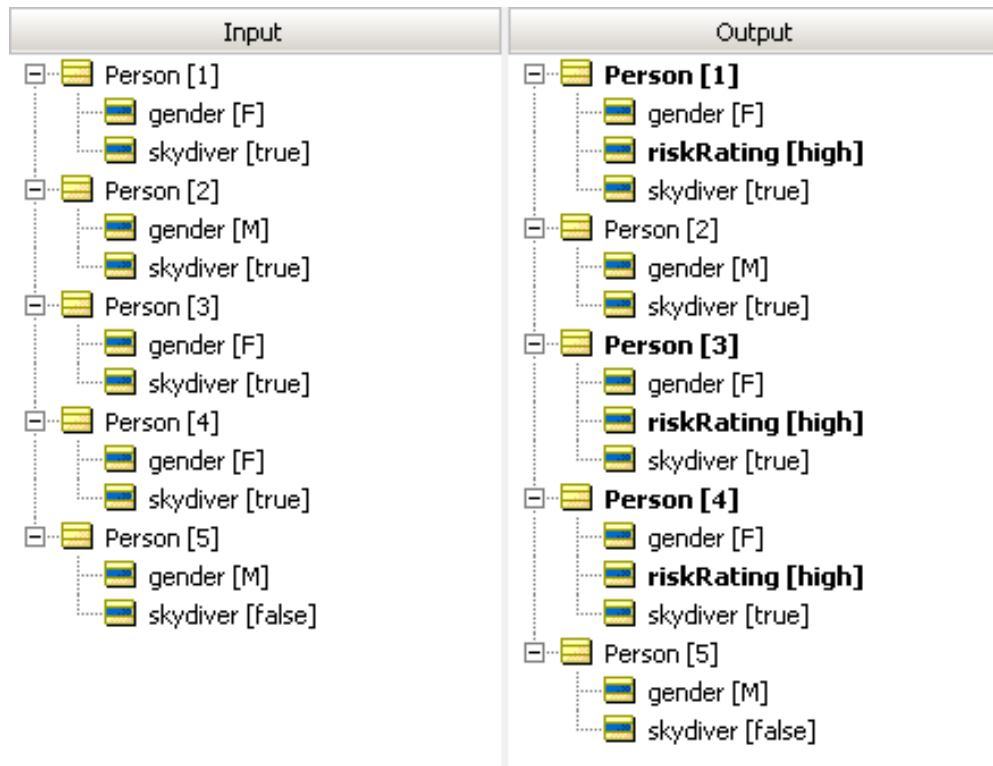 Input
Person [1]
gender [F]
skydiver [true]
Person [2]
gender [M]
skydiver [true]
Person [3]
gender [F]
skydiver [true]
Person [4]
gender [F]
skydiver [true]
Person [5]
gender [M]
skydiver [false]
Output
Person [1]
gender [F]
riskRating [high]
skydiver [true]
Person [2]
gender [M]
skydiver [true]
Person [3]
gender [F]
riskRating [high]
skydiver [true]
Person [4]
gender [F]
riskRating [high]
skydiver [true]
Person [5]
gender [M]
skydiver [false]